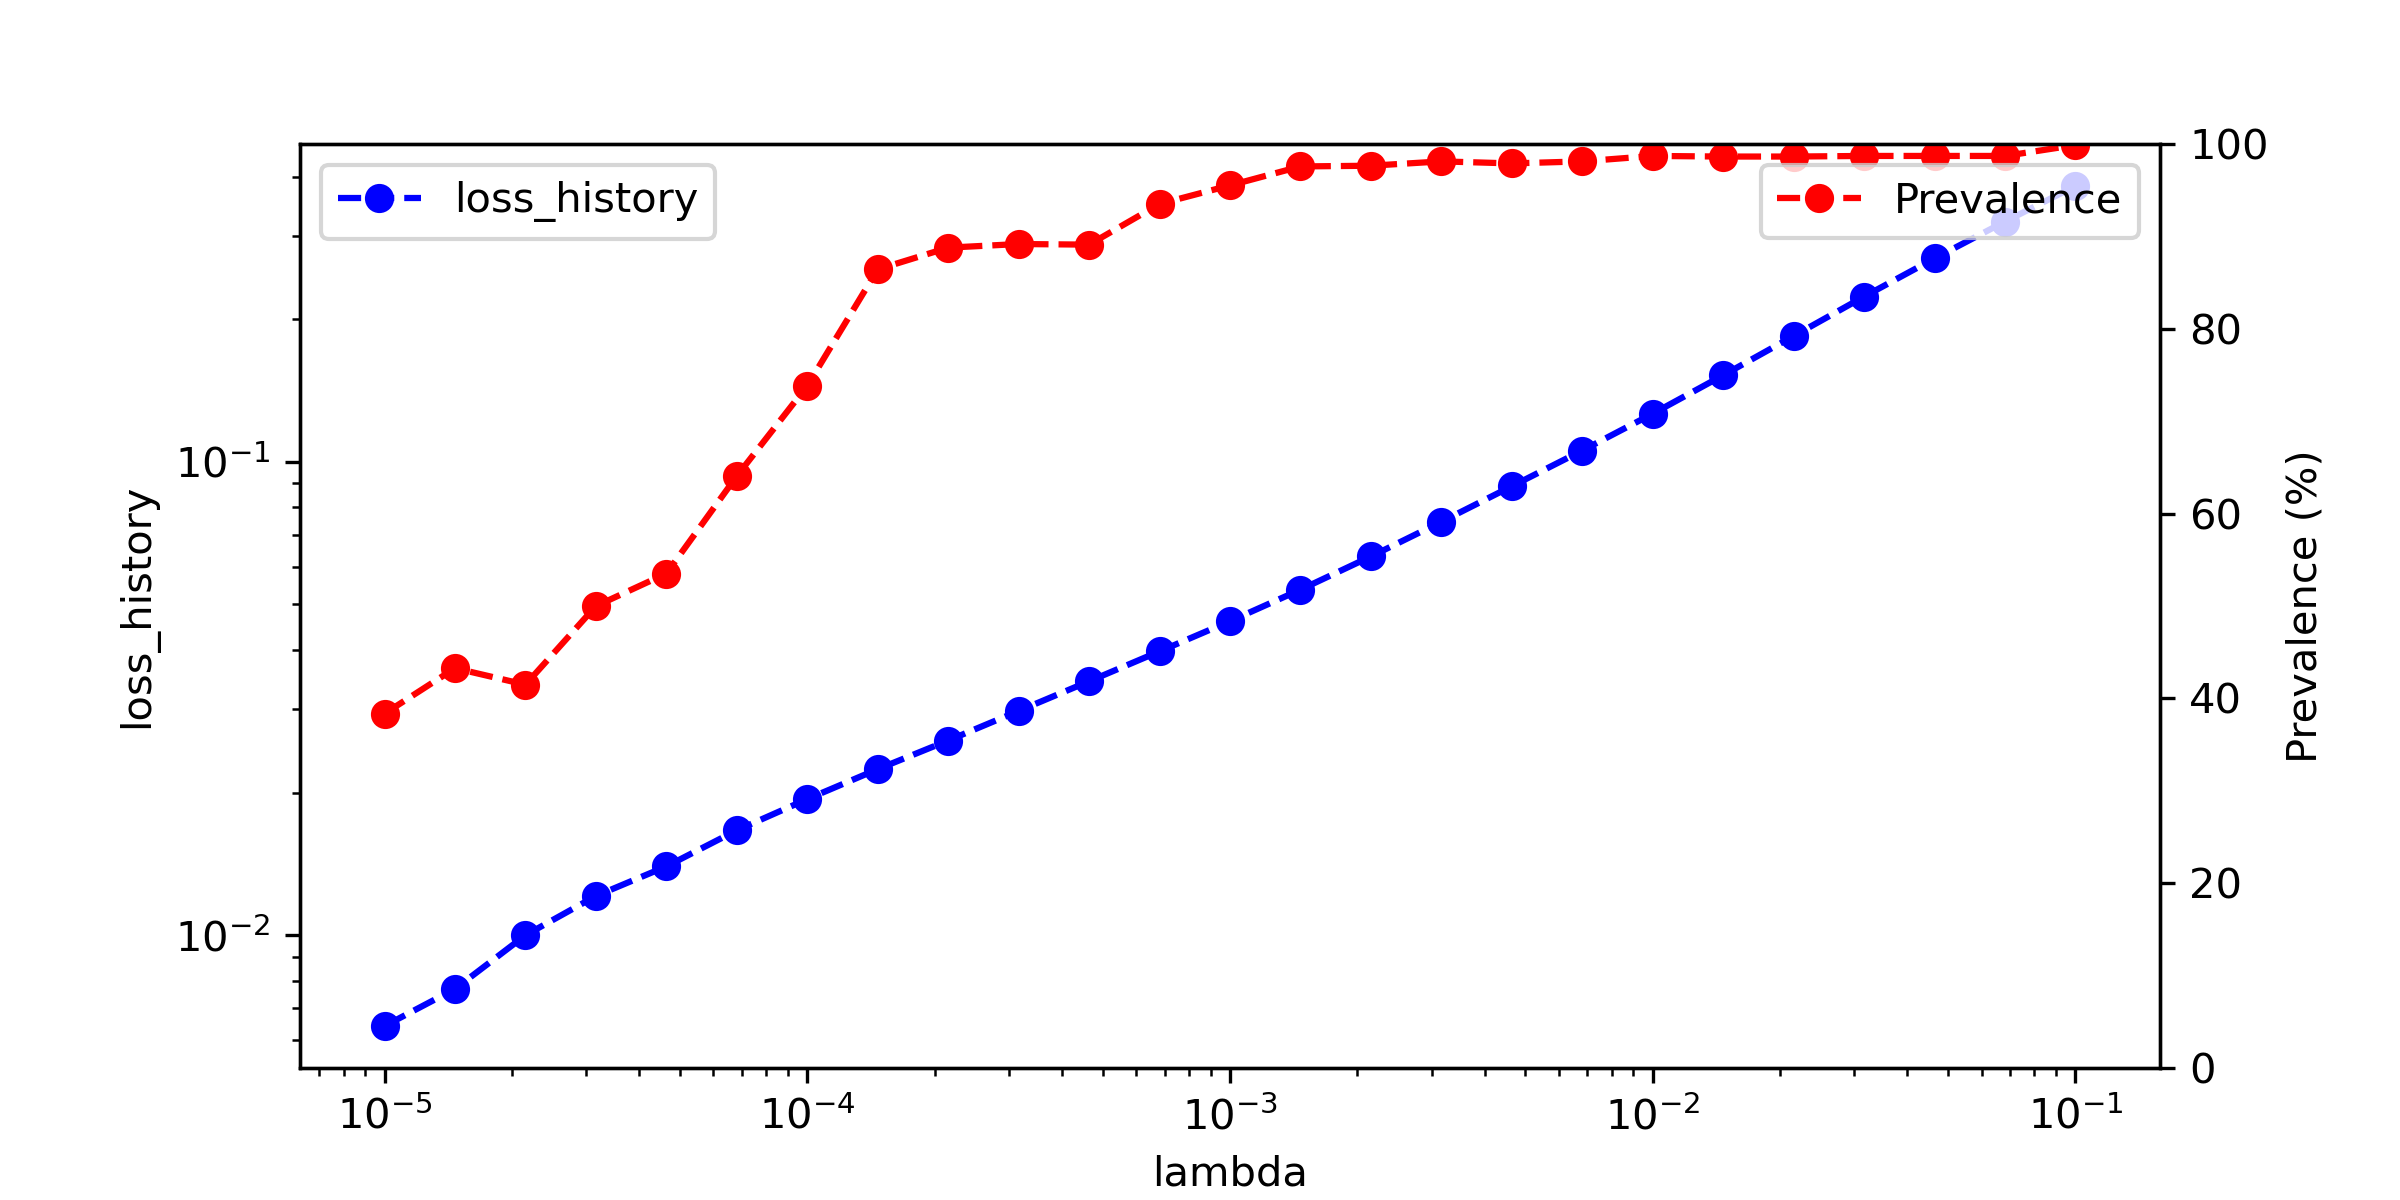 loss_history
Prevalence
loss_history
10⁻¹
10⁻²
100
80
60
40
20
0
Prevalence (%)
10⁻⁵
10⁻⁴
10⁻³
10⁻²
10⁻¹
lambda